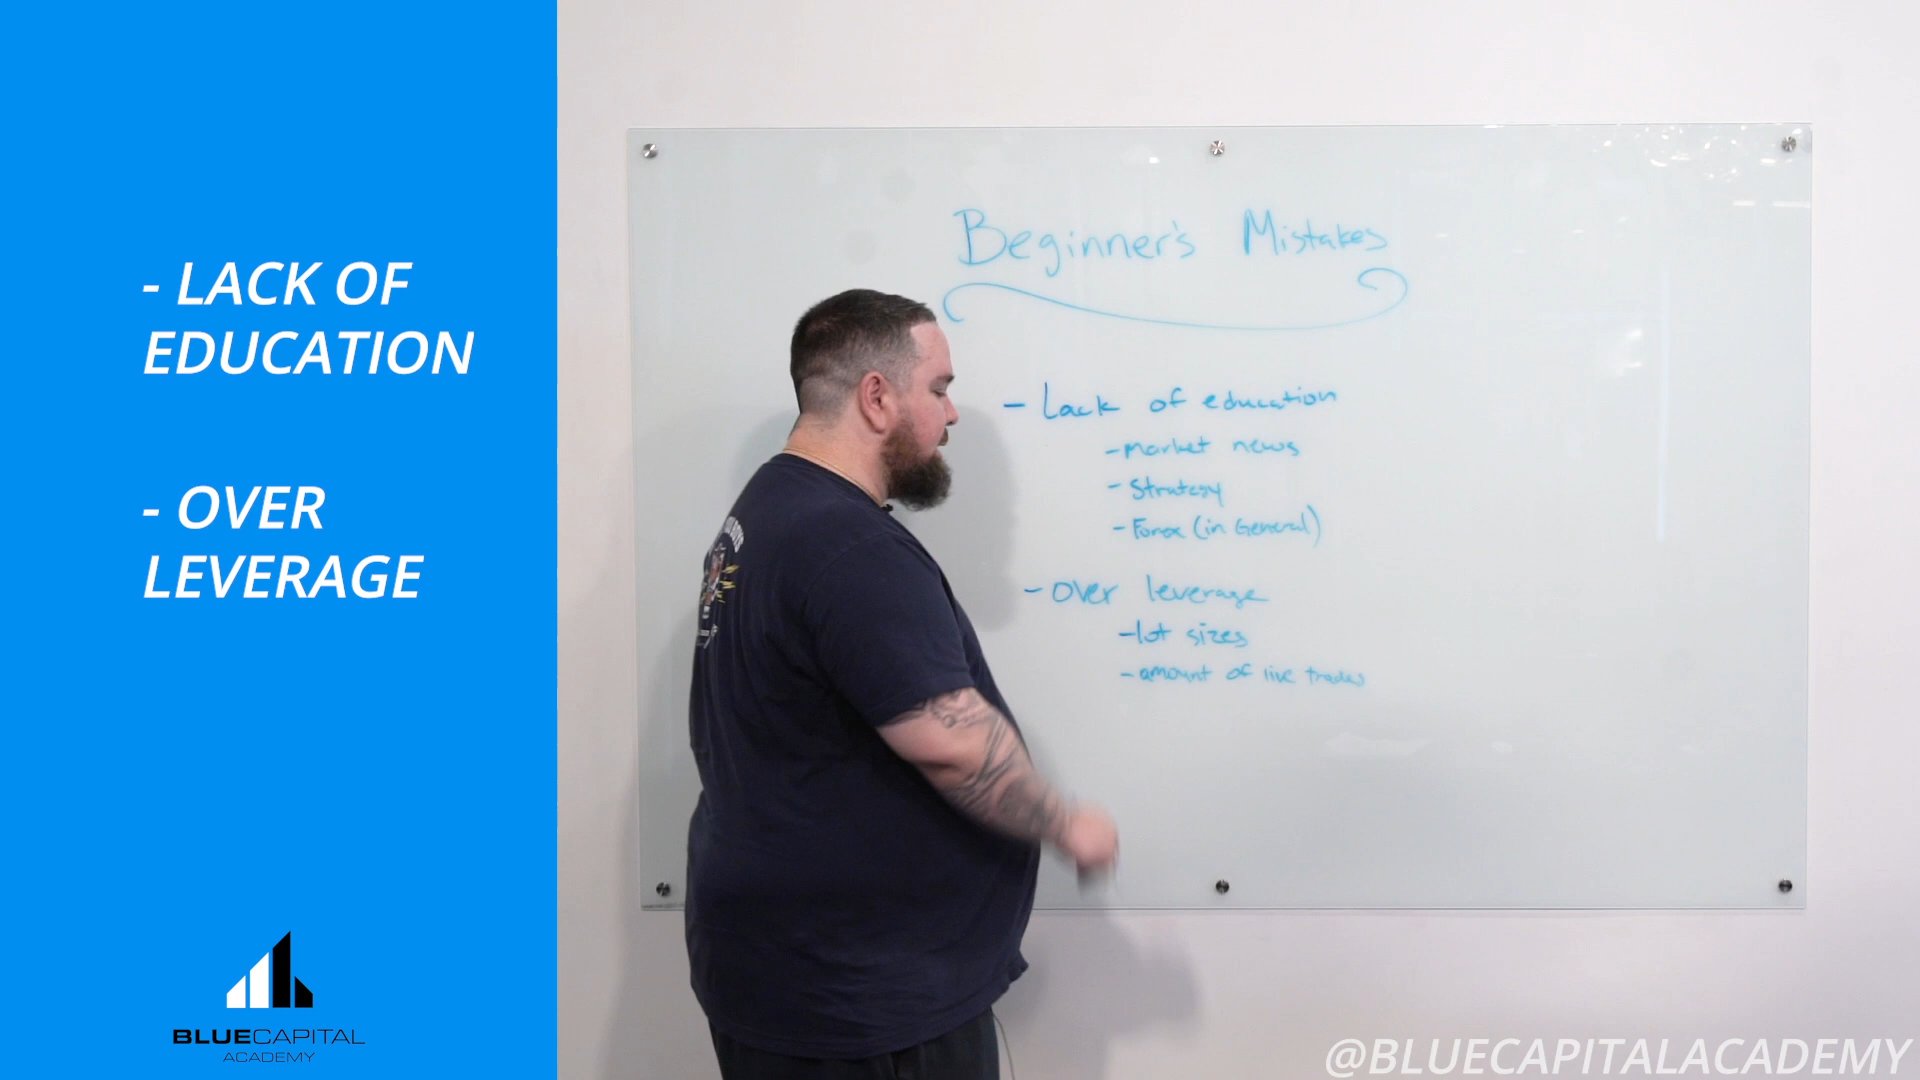 - LACK OF
EDUCATION
- OVER
LEVERAGE
BLUECAPITAL
ACADEMY
Beginner's Mistakes
- Lack of education
- market news
- Strategy
- Forex (in General)
- Over leverage
- lot sizes
- amount of live trades
@BLUECAPITALACADEMY